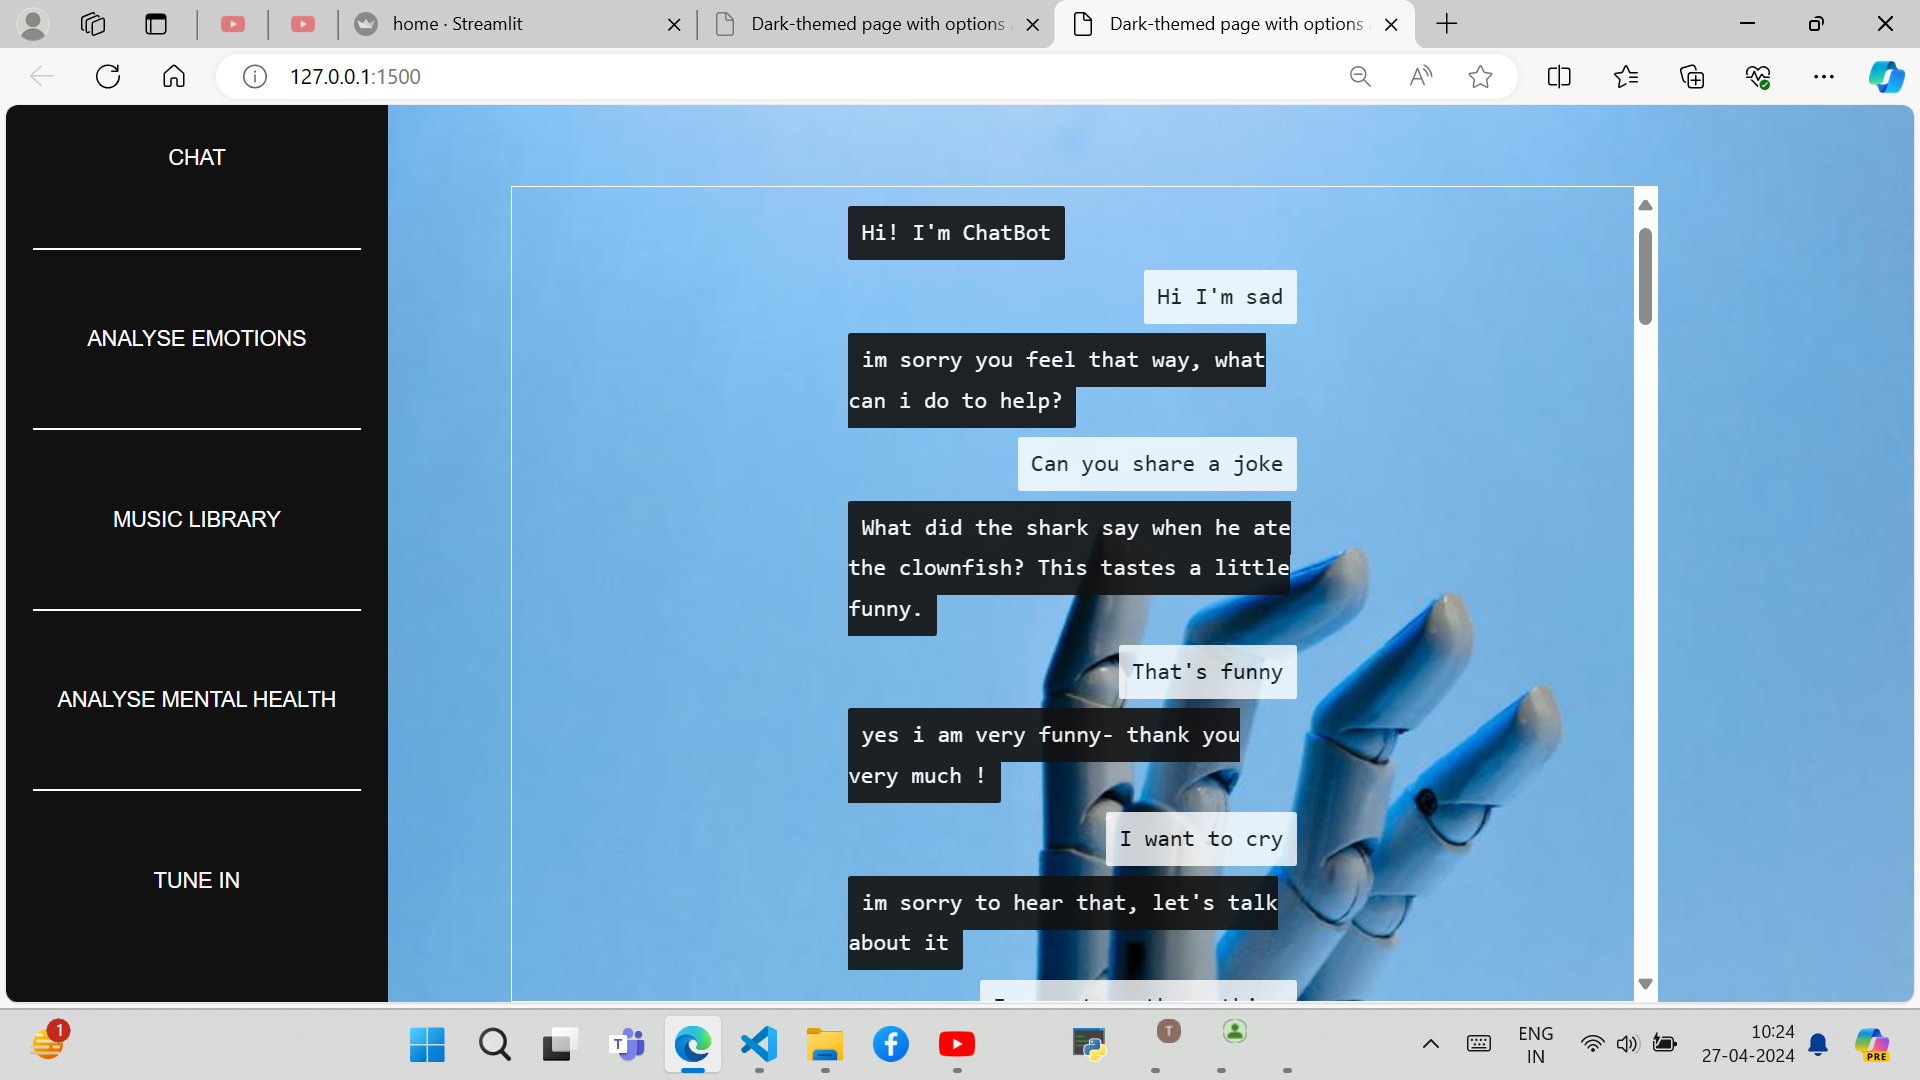 home · Streamlit
Dark-themed page with options
Dark-themed page with options
127.0.0.1:1500
CHAT
ANALYSE EMOTIONS
MUSIC LIBRARY
ANALYSE MENTAL HEALTH
TUNE IN
Hi! I'm ChatBot
Hi I'm sad
im sorry you feel that way, what
can i do to help?
Can you share a joke
What did the shark say when he ate
the clownfish? This tastes a little
funny.
That's funny
yes i am very funny- thank you
very much !
I want to cry
im sorry to hear that, let's talk
about it
1
T
T
ENG
IN
10:24
27-04-2024
PRE